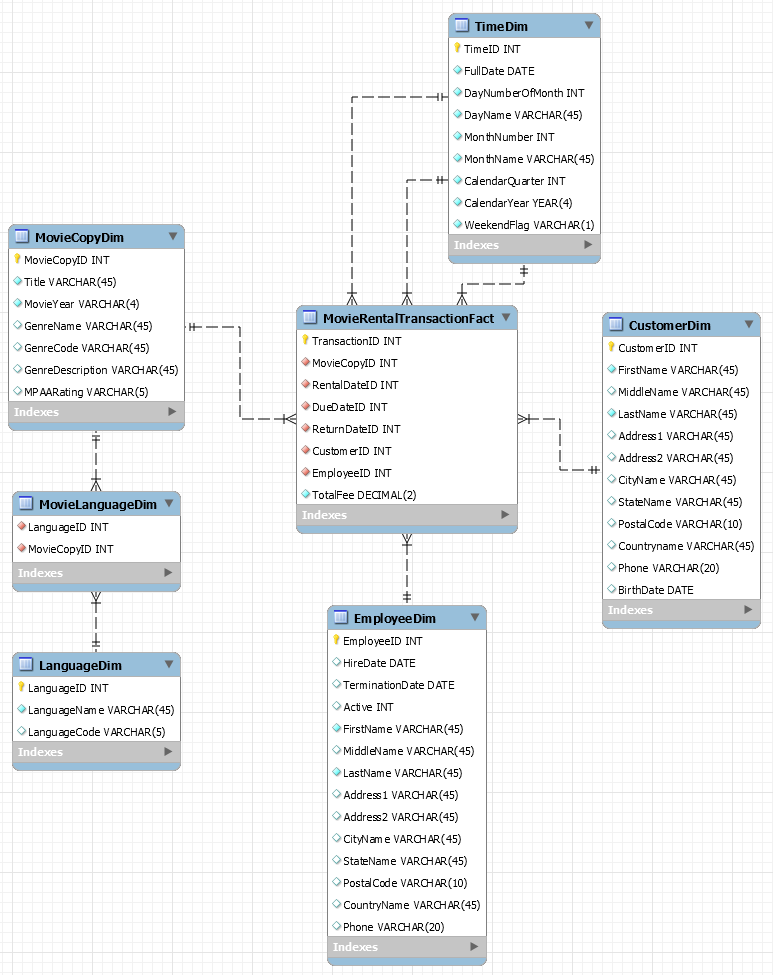 TimeDim
TimeID INT
FullDate DATE
DayNumberOfMonth INT
DayName VARCHAR(45)
MonthNumber INT
MonthName VARCHAR(45)
CalendarQuarter INT
CalendarYear YEAR(4)
WeekendFlag VARCHAR(1)
Indexes
MovieCopyDim
MovieCopyID INT
Title VARCHAR(45)
MovieYear VARCHAR(4)
GenreName VARCHAR(45)
GenreCode VARCHAR(45)
GenreDescription VARCHAR(45)
MPAARating VARCHAR(5)
Indexes
MovieRentalTransactionFact
TransactionID INT
MovieCopyID INT
RentalDateID INT
DueDateID INT
ReturnDateID INT
CustomerID INT
EmployeeID INT
TotalFee DECIMAL(2)
Indexes
CustomerDim
CustomerID INT
FirstName VARCHAR(45)
MiddleName VARCHAR(45)
LastName VARCHAR(45)
Address1 VARCHAR(45)
Address2 VARCHAR(45)
CityName VARCHAR(45)
StateName VARCHAR(45)
PostalCode VARCHAR(10)
Countryname VARCHAR(45)
Phone VARCHAR(20)
BirthDate DATE
Indexes
MovieLanguageDim
LanguageID INT
MovieCopyID INT
Indexes
LanguageDim
LanguageID INT
LanguageName VARCHAR(45)
LanguageCode VARCHAR(5)
Indexes
EmployeeDim
EmployeeID INT
HireDate DATE
TerminationDate DATE
Active INT
FirstName VARCHAR(45)
MiddleName VARCHAR(45)
LastName VARCHAR(45)
Address1 VARCHAR(45)
Address2 VARCHAR(45)
CityName VARCHAR(45)
StateName VARCHAR(45)
PostalCode VARCHAR(10)
CountryName VARCHAR(45)
Phone VARCHAR(20)
Indexes